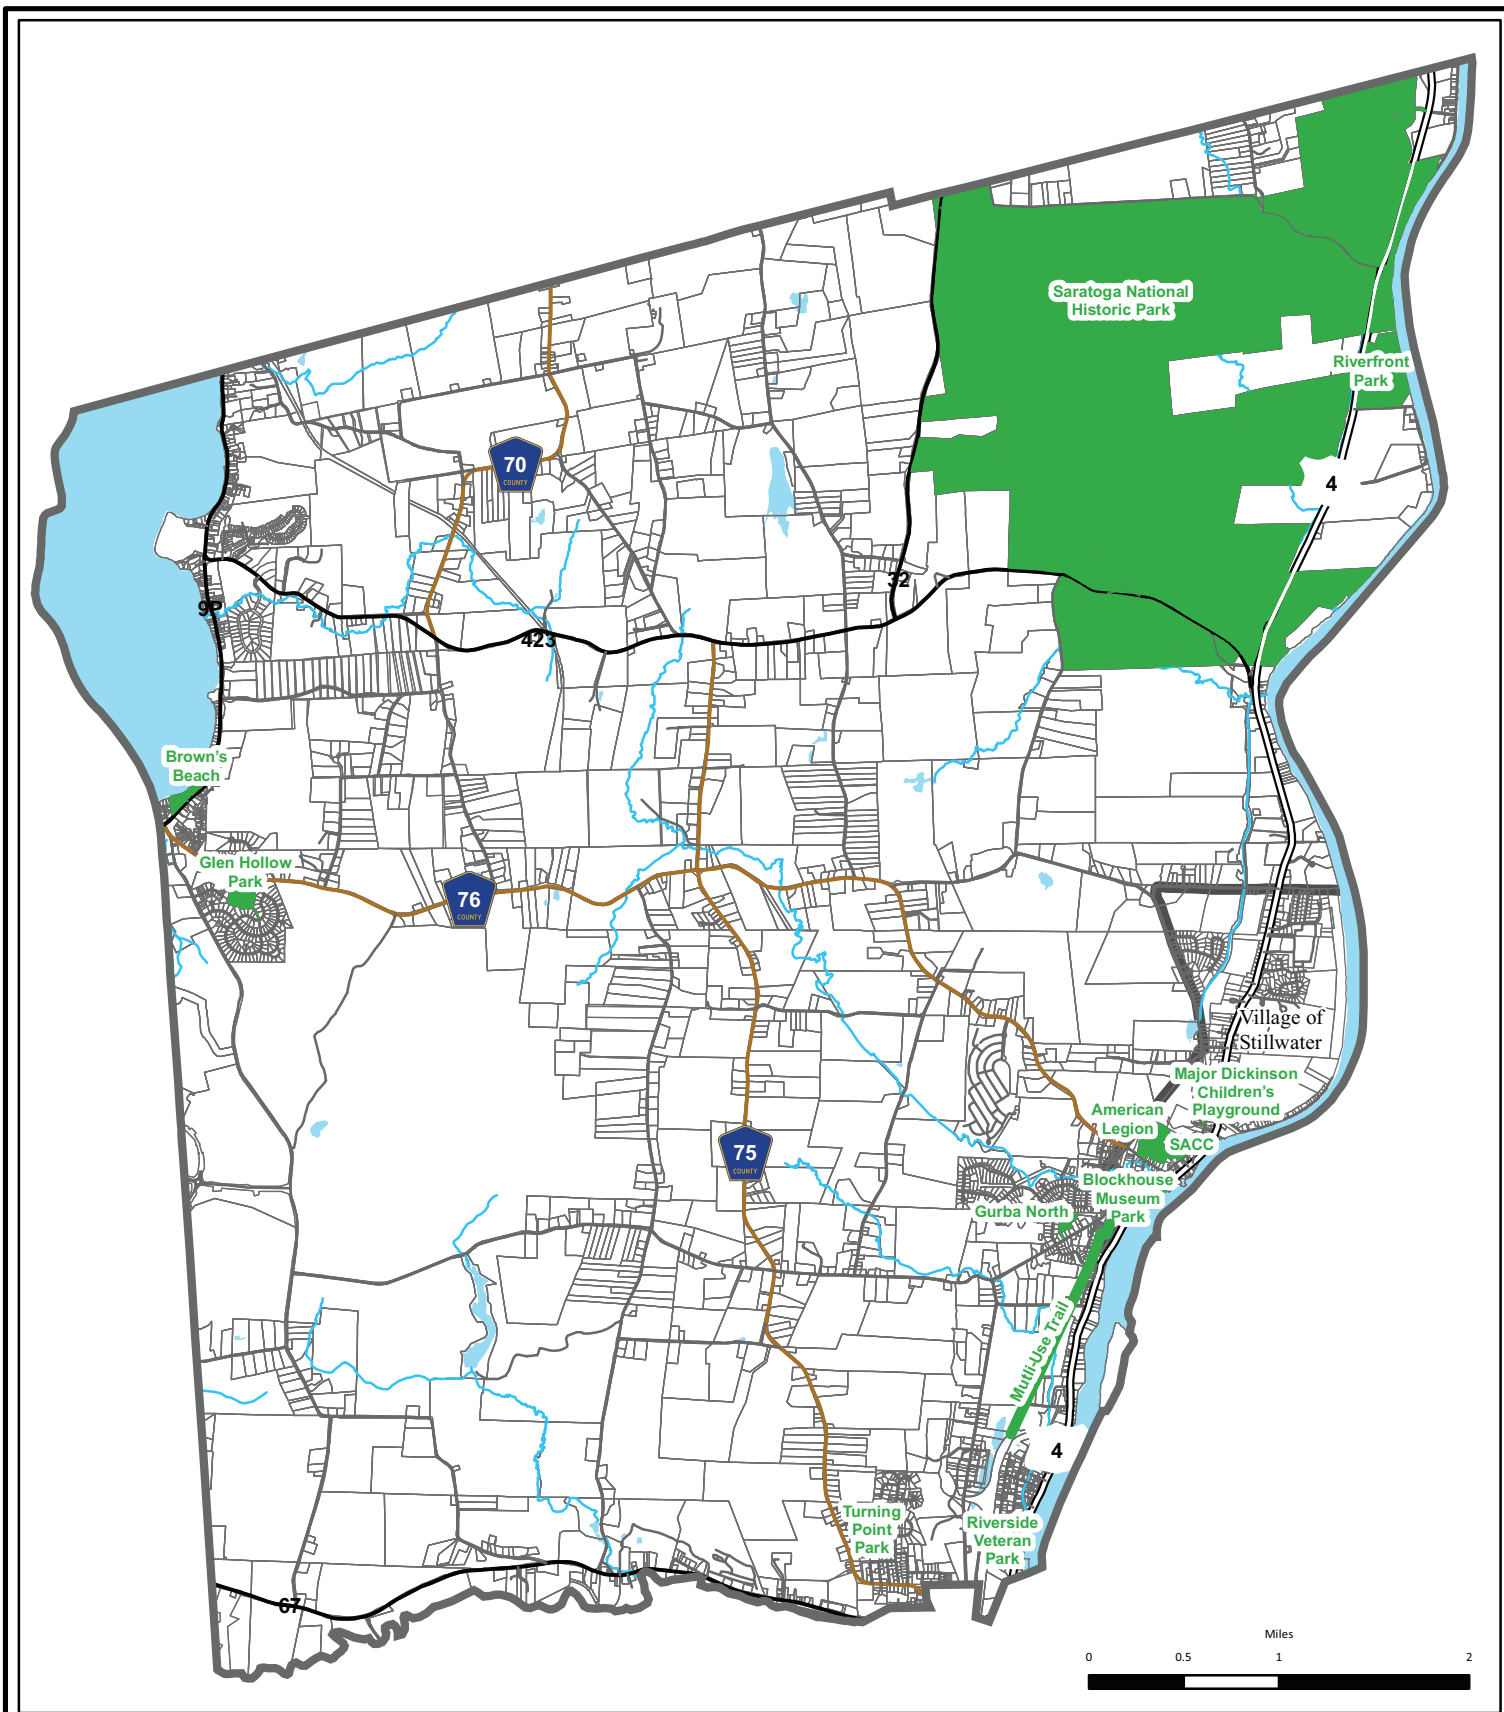 Saratoga National
Historic Park
Riverfront
Park
70
COUNTY
4
32
9P
423
Brown's
Beach
Glen Hollow
Park
76
COUNTY
Village of
Stillwater
Major Dickinson
Children's
Playground
American
Legion
SACC
75
COUNTY
Blockhouse
Museum
Park
Gurba North
Mutli-Use Trail
4
Turning
Point
Park
Riverside
Veteran
Park
67
Miles
0 0.5 1 2